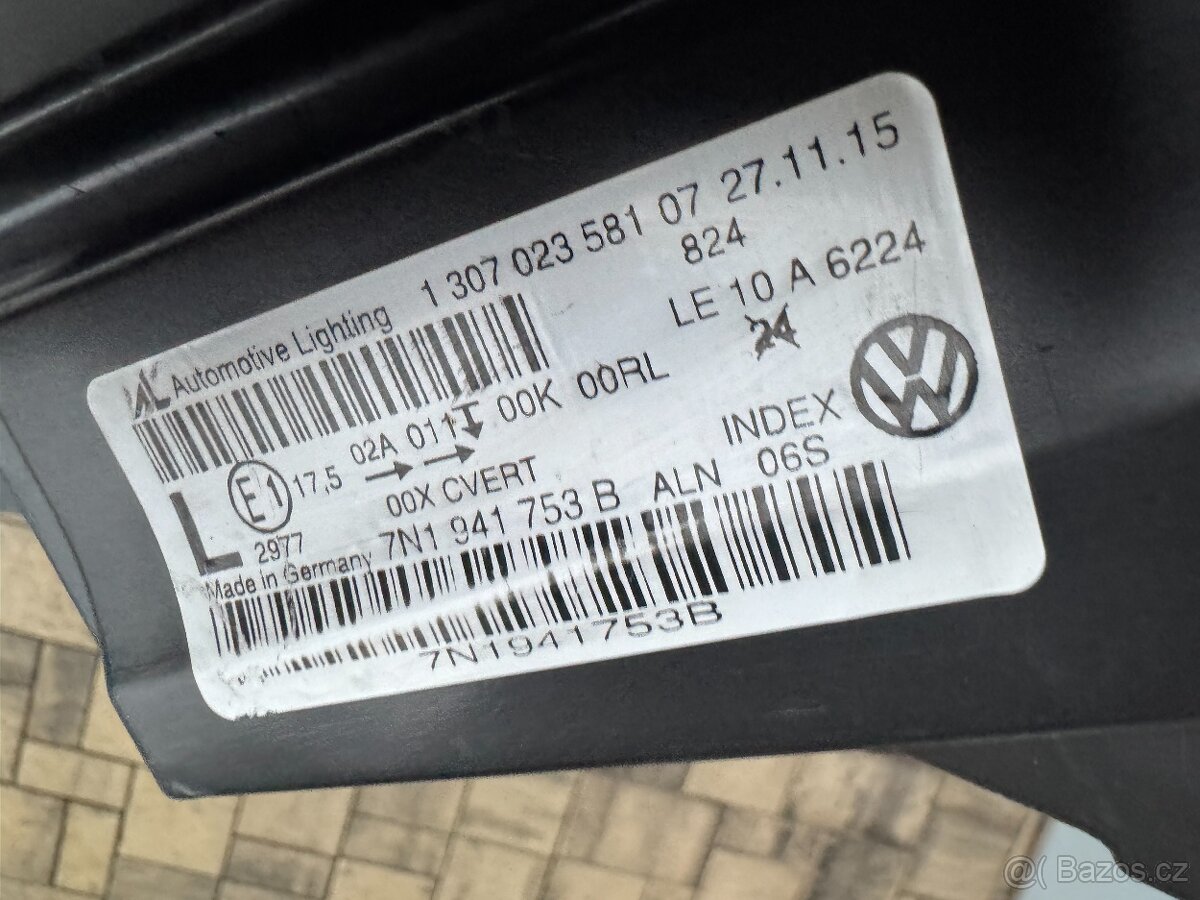 AL Automotive Lighting 1 307 023 581 07 27.11.15
824
LE 10 A 6224
24
L E1 17,5 02A 011 00K 00RL
→ →
00X CVERT
INDEX
2977
Made in Germany 7N1 941 753 B ALN 06S
7N1941753B
@( Bazos.cz